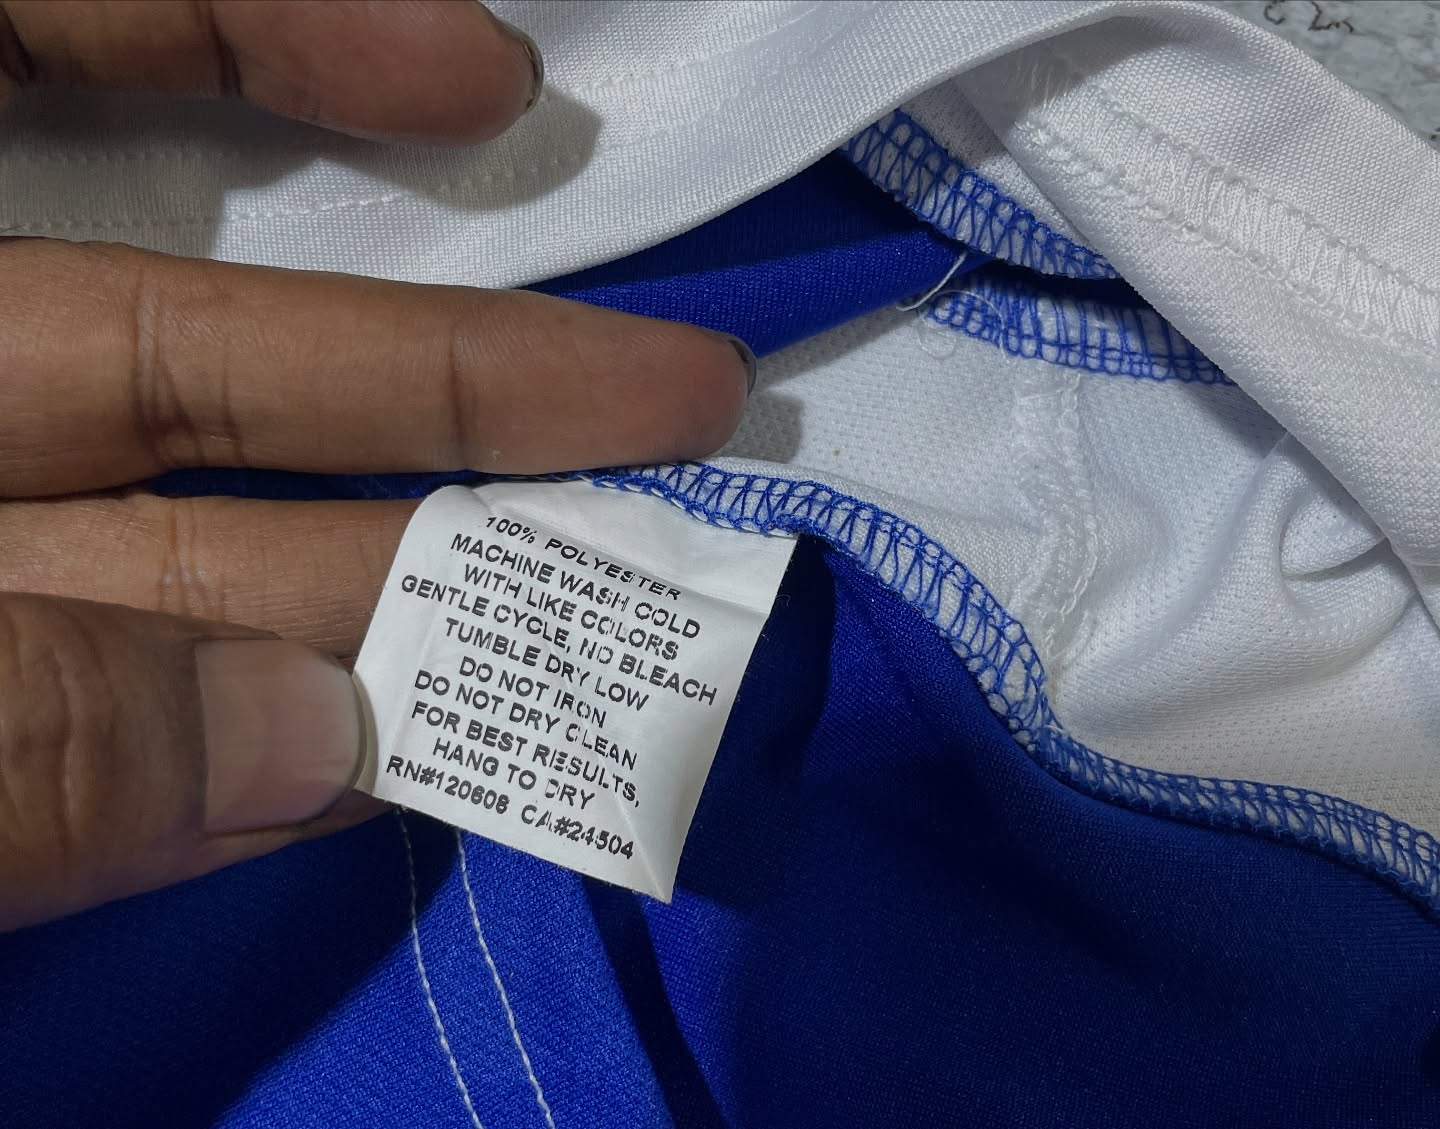 100% POLYESTER
MACHINE WASH COLD
WITH LIKE COLORS
GENTLE CYCLE, NO BLEACH
TUMBLE DRY LOW
DO NOT IRON
DO NOT DRY CLEAN
FOR BEST RESULTS,
HANG TO DRY
RN#120608 CA#24504